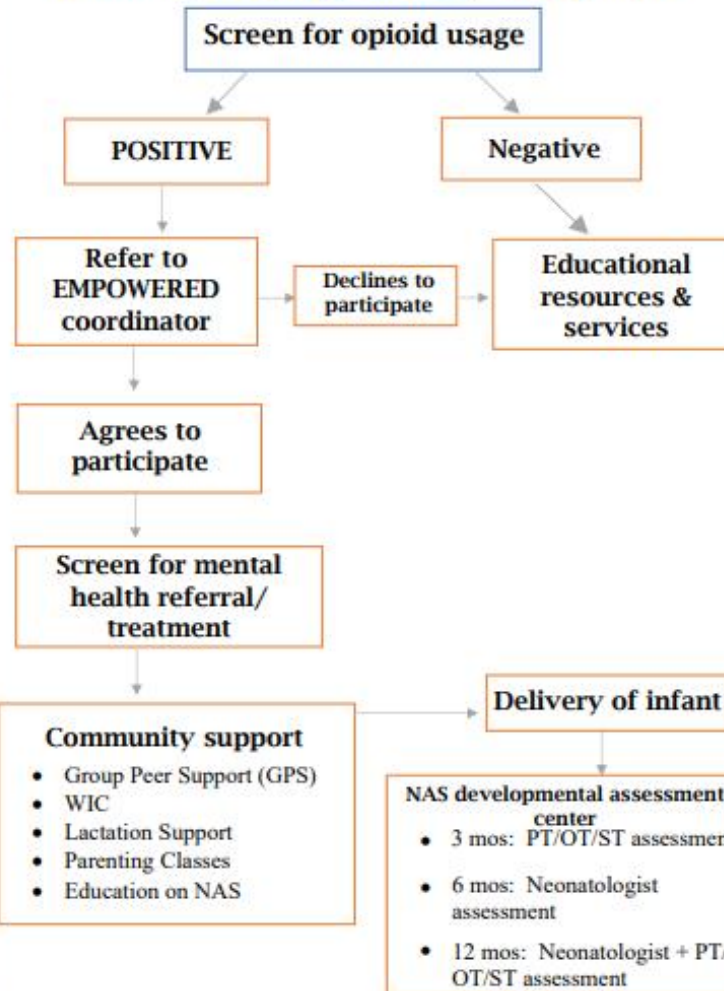 Screen for opioid usage
POSITIVE
Negative
Refer to
EMPOWERED
coordinator
Declines to
participate
Educational
resources &
services
Agrees to
participate
Screen for mental
health referral/
treatment
Community support
• Group Peer Support (GPS)
• WIC
• Lactation Support
• Parenting Classes
• Education on NAS
Delivery of infant
NAS developmental assessment
center
• 3 mos: PT/OT/ST assessmen
• 6 mos: Neonatologist
assessment
• 12 mos: Neonatologist + PT/
OT/ST assessment